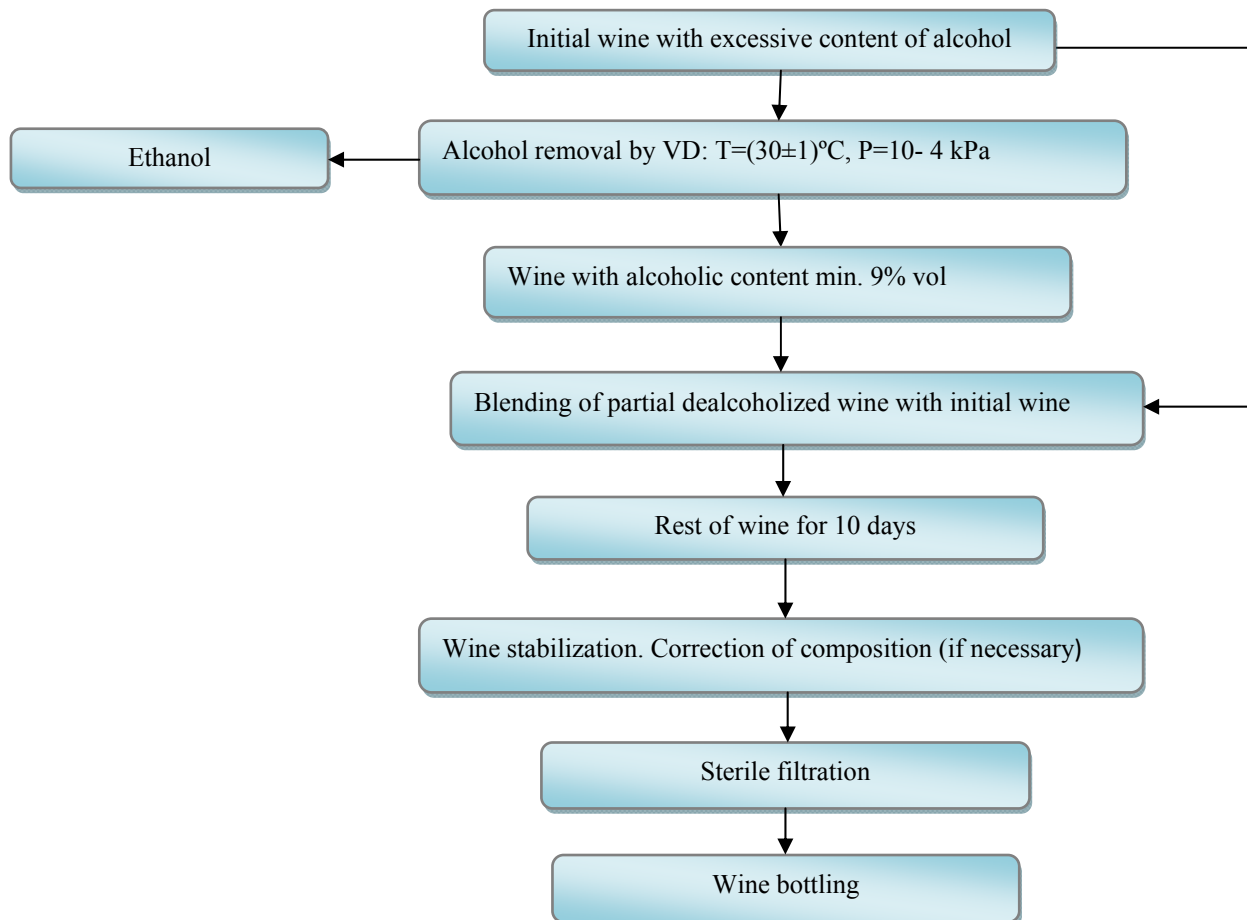 Initial wine with excessive content of alcohol
Ethanol
Alcohol removal by VD: T=(30±1)ºC, P=10- 4 kPa
Wine with alcoholic content min. 9% vol
Blending of partial dealcoholized wine with initial wine
Rest of wine for 10 days
Wine stabilization. Correction of composition (if necessary)
Sterile filtration
Wine bottling